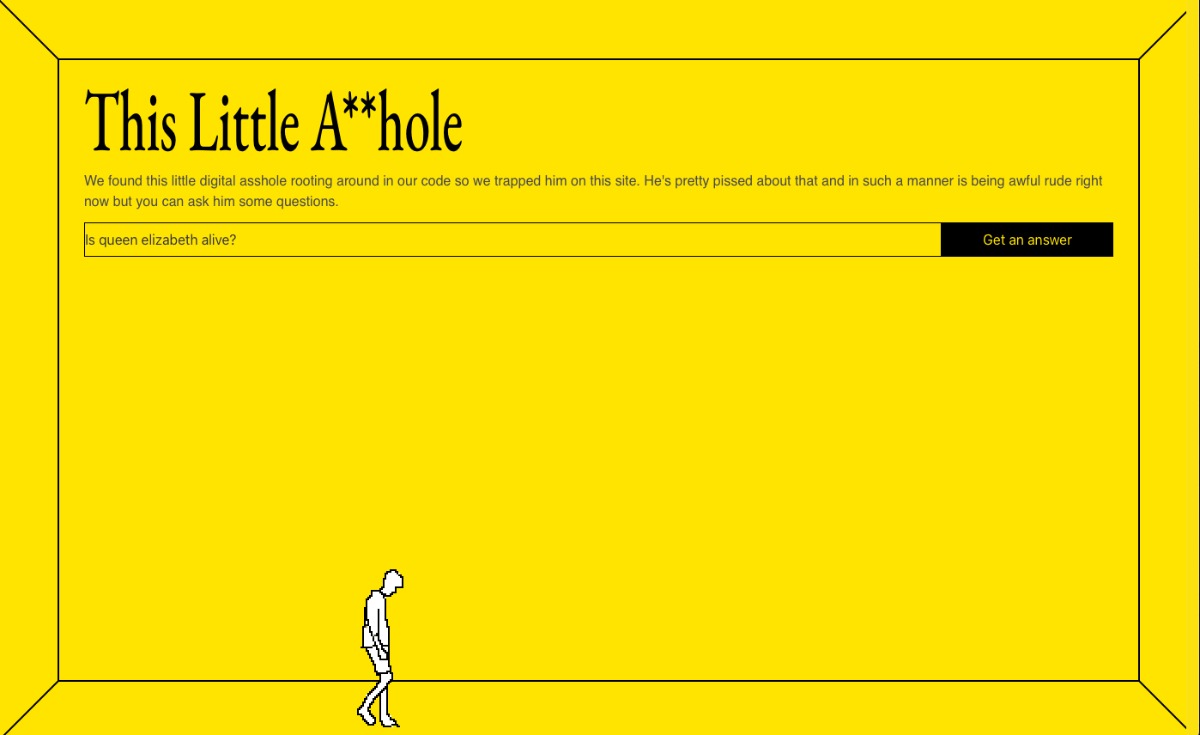 This Little A**hole
We found this little digital asshole rooting around in our code so we trapped him on this site. He's pretty pissed about that and in such a manner is being awful rude right
now but you can ask him some questions.
Is queen elizabeth alive?
Get an answer